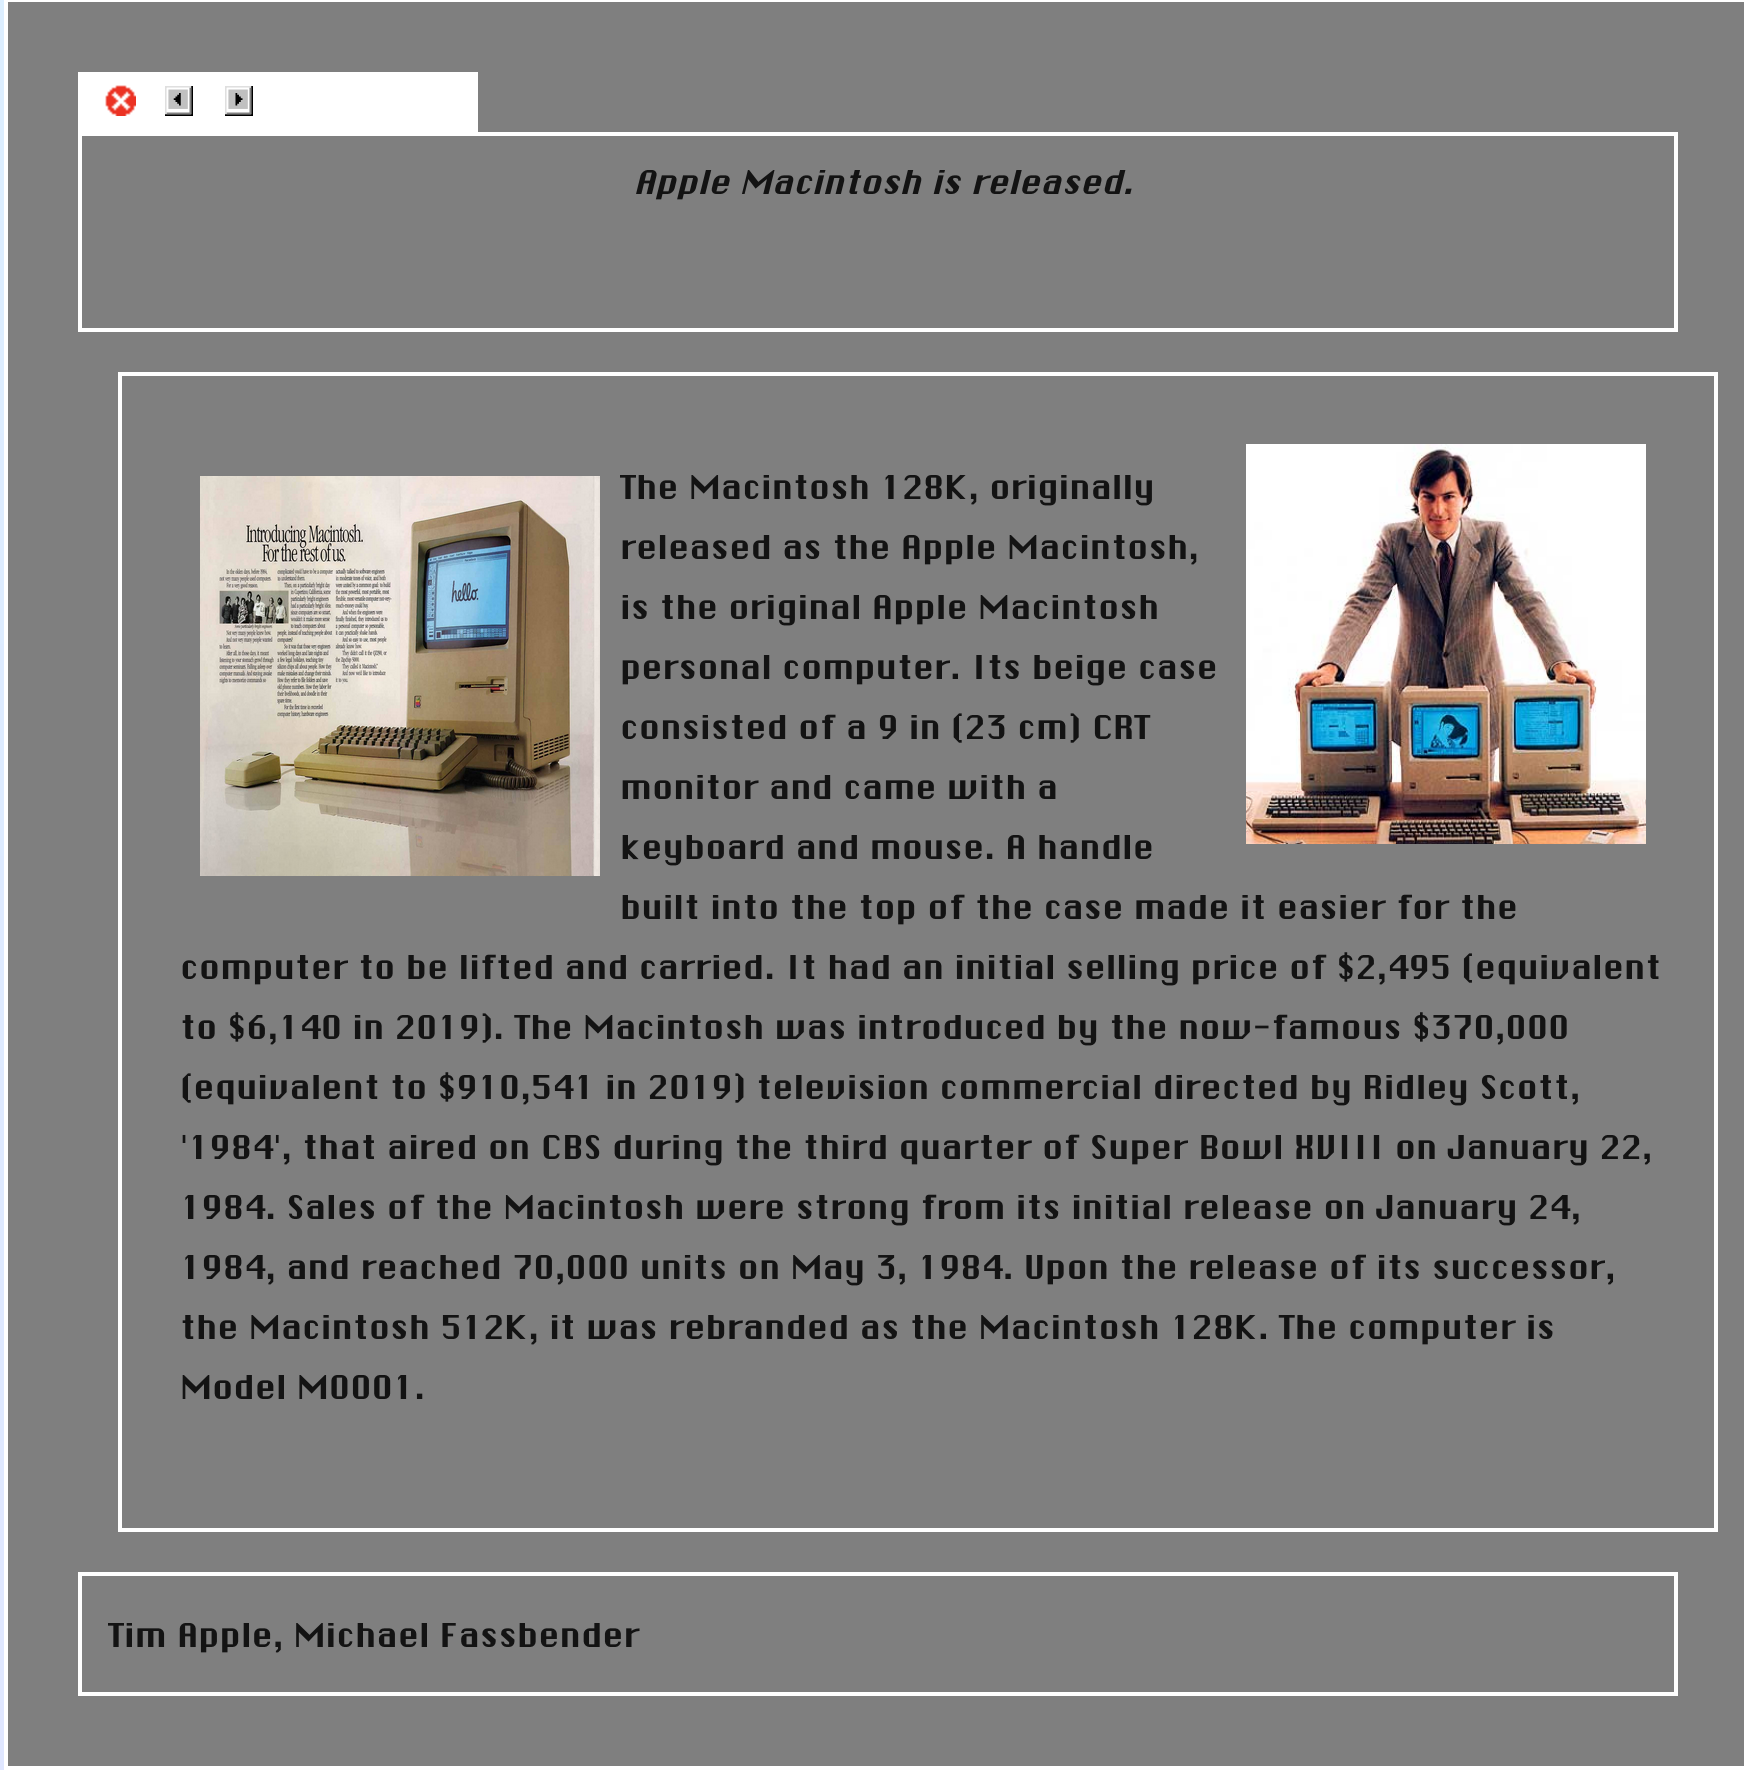 Apple Macintosh is released.
Introducing Macintosh.
For the rest of us.
hello.
The Macintosh 128K, originally
released as the Apple Macintosh,
is the original Apple Macintosh
personal computer. Its beige case
consisted of a 9 in (23 cm) CRT
monitor and came with a
keyboard and mouse. A handle
built into the top of the case made it easier for the
computer to be lifted and carried. It had an initial selling price of $2,495 (equivalent
to $6,140 in 2019). The Macintosh was introduced by the now-famous $370,000
(equivalent to $910,541 in 2019) television commercial directed by Ridley Scott,
'1984', that aired on CBS during the third quarter of Super Bowl XVIII on January 22,
1984. Sales of the Macintosh were strong from its initial release on January 24,
1984, and reached 70,000 units on May 3, 1984. Upon the release of its successor,
the Macintosh 512K, it was rebranded as the Macintosh 128K. The computer is
Model M0001.
Tim Apple, Michael Fassbender